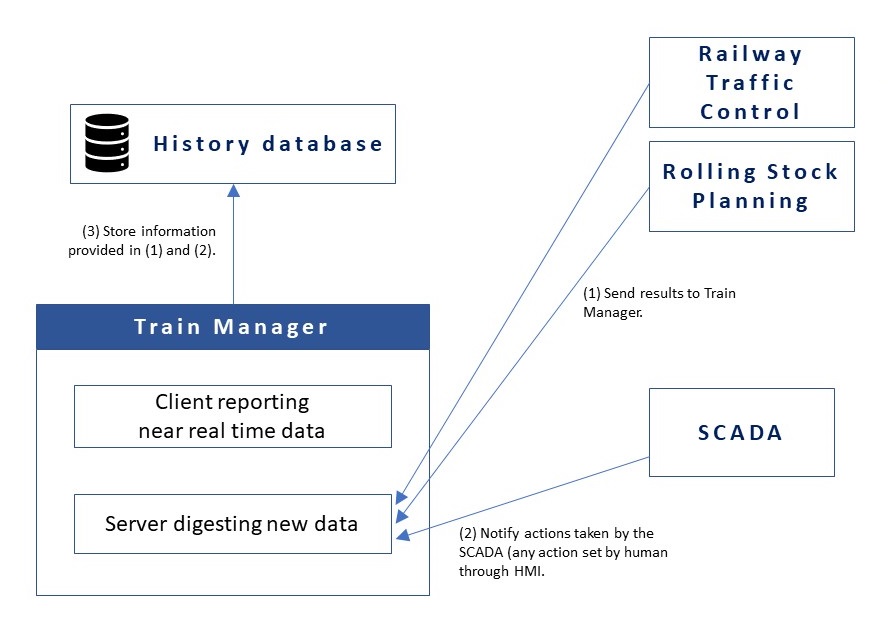 Railway
Traffic
Control
History database
Rolling Stock
Planning
(3) Store information
provided in (1) and (2).
(1) Send results to Train
Manager.
Train Manager
Client reporting
near real time data
SCADA
Server digesting new data
(2) Notify actions taken by the
SCADA (any action set by human
through HMI.